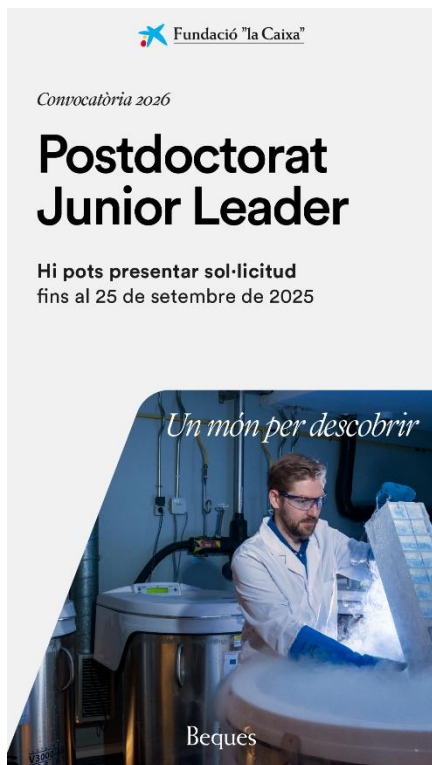 Fundació "la Caixa"
Convocatòria 2026
Postdoctorat
Junior Leader
Hi pots presentar sol·licitud
fins al 25 de setembre de 2025
Un món per descobrir
V3000
Beques